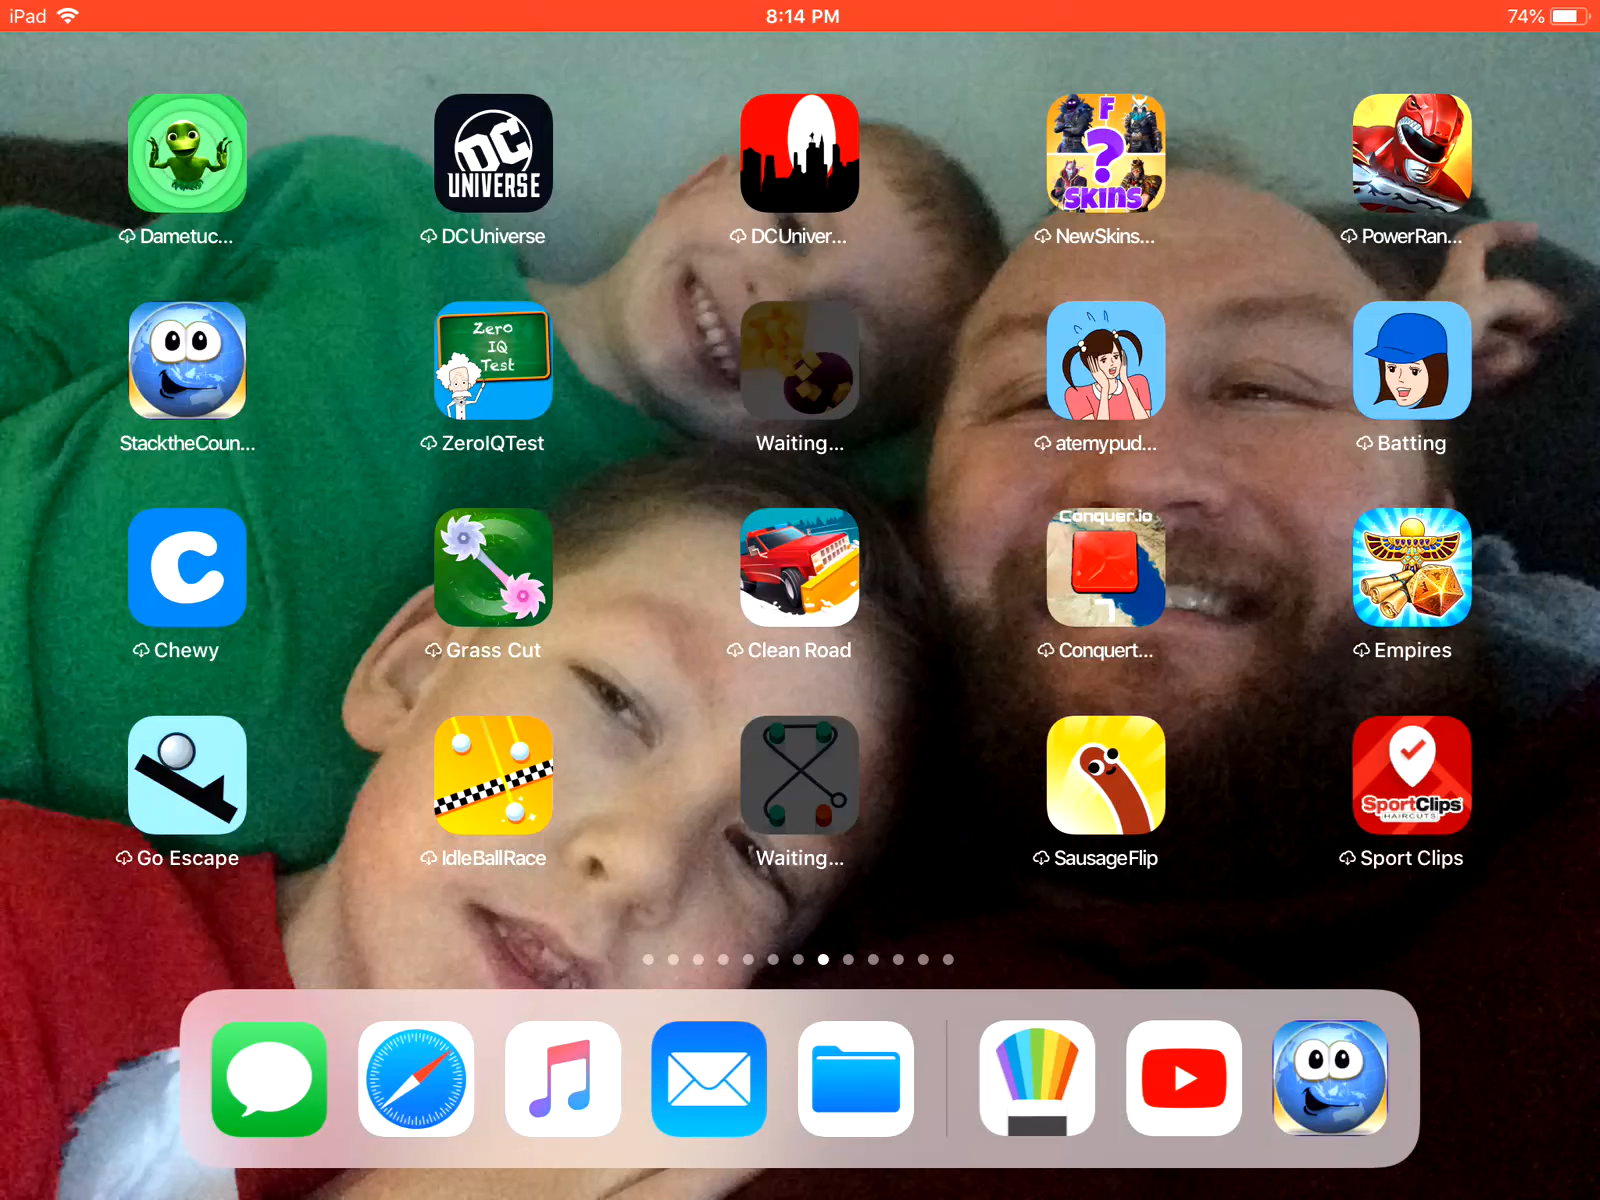 iPad 8:14 PM 74%
DC
UNIVERSE
F
?
SKINS
Dametuc... DC Universe DCUniver... NewSkins... PowerRan...
Zero
IQ
Test
StacktheCoun... ZeroIQTest Waiting... atemypud... Batting
C
Conquer.io
Chewy Grass Cut Clean Road Conquert... Empires
SportClips
HAIRCUTS
Go Escape IdleBallRace Waiting... SausageFlip Sport Clips